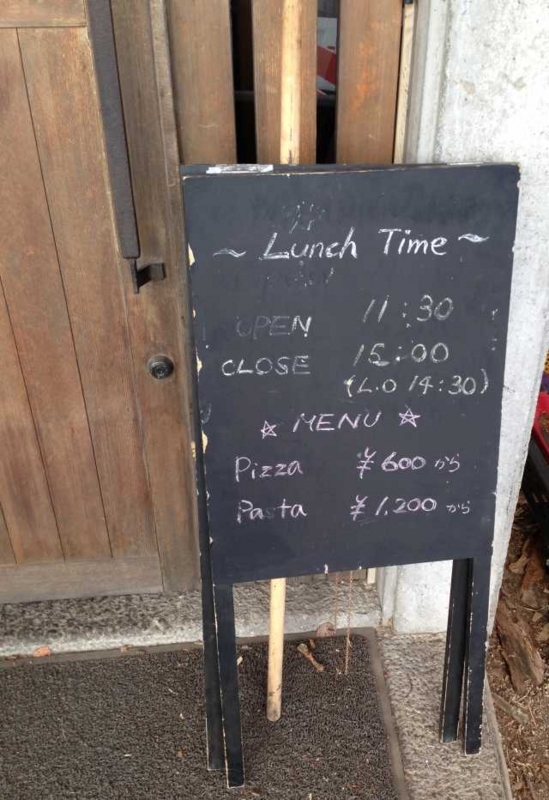 ~ Lunch Time ~
OPEN 11:30
CLOSE 15:00
(L.O 14:30)
☆ MENU ☆
Pizza ¥600から
Pasta ¥1,200から